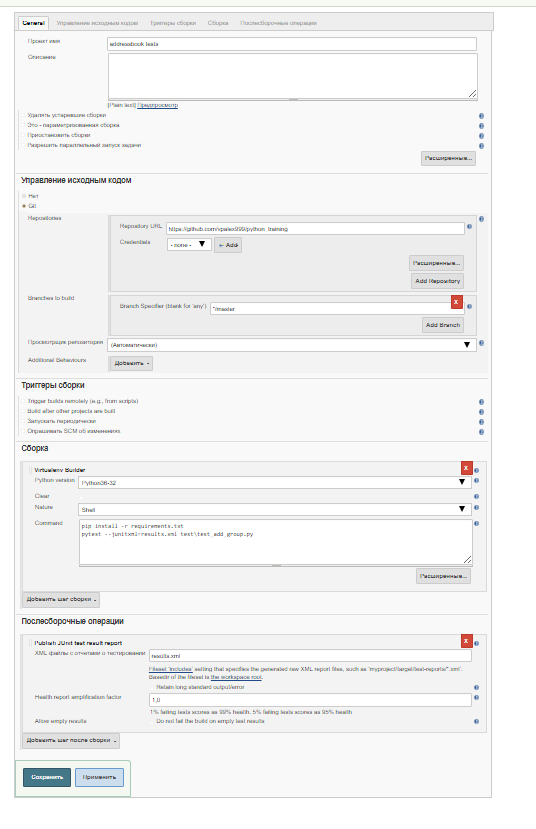 General Управление исходным кодом Триггеры сборки Сборка Послесборочные операции
Проект имя
addressbook tests
Описание
[Plain text] Предпросмотр
Удалять устаревшие сборки
Это - параметризованная сборка
Приостановить сборки
Разрешить параллельный запуск задачи
Расширенные...
Управление исходным кодом
Нет
Git
Repositories
Repository URL https://github.com/vpalex999/python_training
Credentials - none - Add
Расширенные...
Add Repository
Branches to build
X
Branch Specifier (blank for 'any') */master
Add Branch
Просмотрщик репозитория (Автоматически)
Additional Behaviours Добавить
Триггеры сборки
Trigger builds remotely (e.g., from scripts)
Build after other projects are built
Запускать периодически
Опрашивать SCM об изменениях
Сборка
X
Virtualenv Builder
Python version Python36-32
Clear
Nature Shell
Command
pip install -r requirements.txt
pytest --junitxml=results.xml test\test_add_group.py
Расширенные...
Добавить шаг сборки
Послесборочные операции
X
Publish JUnit test result report
XML файлы с отчетами о тестировании results.xml
Fileset 'includes' setting that specifies the generated raw XML report files, such as 'myproject/target/test-reports/*.xml'.
Basedir of the fileset is the workspace root.
Retain long standard output/error
Health report amplification factor 1,0
1% failing tests scores as 99% health. 5% failing tests scores as 95% health
Allow empty results Do not fail the build on empty test results
Добавить шаг после сборки
Сохранить Применить